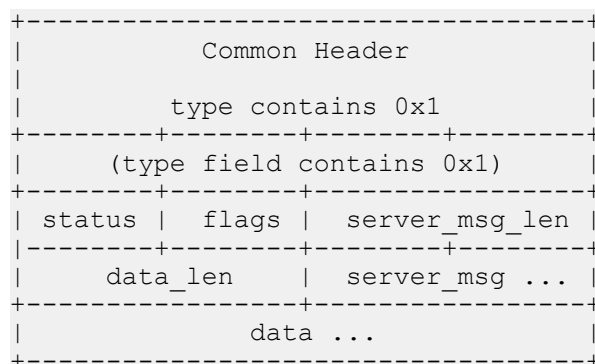 +----------------------------------+
| Common Header |
| |
| type contains 0x1 |
+--------+--------+--------+--------+
| (type field contains 0x1) |
+--------+--------+-----------------+
| status | flags | server_msg_len |
|--------+--------+--------+--------+
| data_len | server_msg ... |
+-----------------+-----------------+
| data ... |
+----------------------------------+